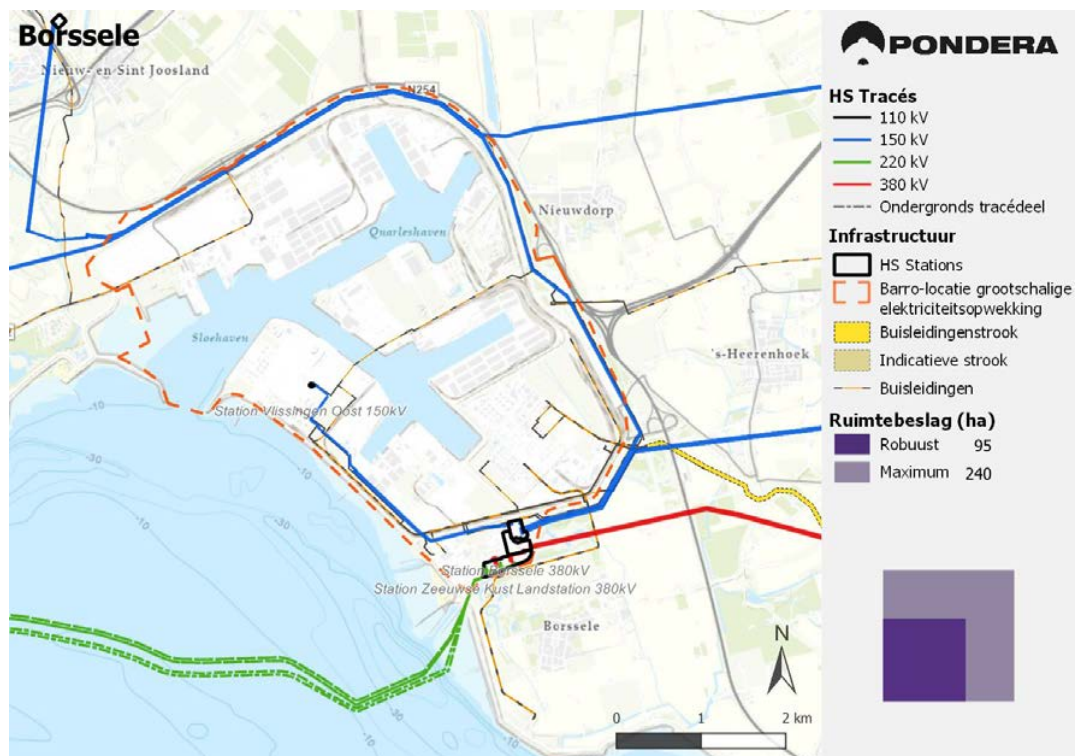 Borssele
Nieuw- en Sint Joosland
N254
Nieuwdorp
Quarleshaven
's-Heerenhoek
Sloehaven
Station Vlissingen Oost 150kV
-10
-30
-10
-10
-30
-10
Station Borssele 380kV
Station Zeeuwse Kust Landstation 380kV
Borssele
-30
-10
N
0 1 2 km
PONDERA
HS Tracés
110 kV
150 kV
220 kV
380 kV
Ondergronds tracédeel
Infrastructuur
HS Stations
Barro-locatie grootschalige
elektriciteitsopwekking
Buisleidingenstrook
Indicatieve strook
Buisleidingen
Ruimtebeslag (ha)
Robuust 95
Maximum 240